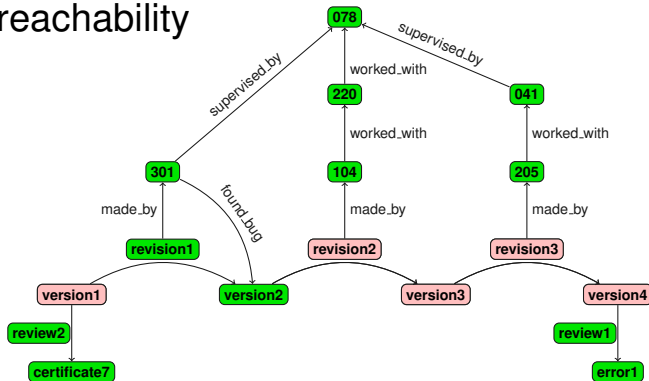 reachability
078
supervised_by
supervised_by
worked_with
220
041
worked_with
worked_with
301
104
205
made_by
found_bug
made_by
made_by
revision1
revision2
revision3
version1
version2
version3
version4
review2
review1
certificate7
error1